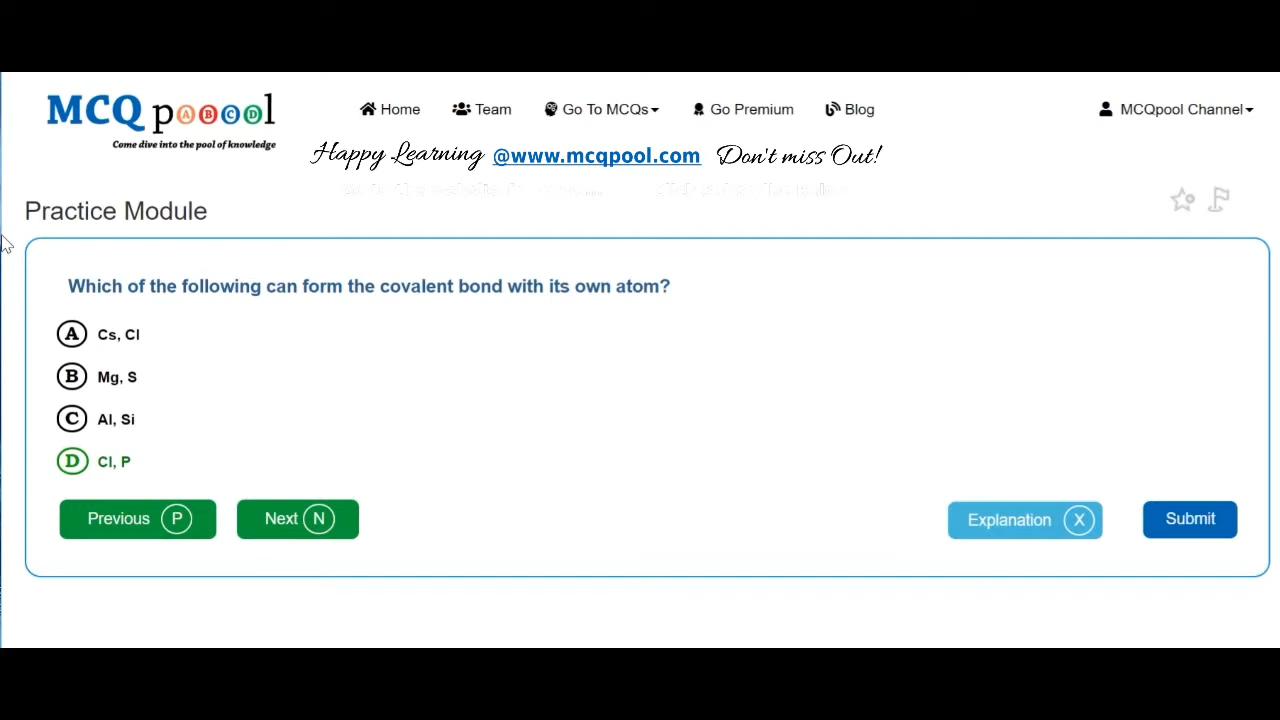 MCQ pooool
Come dive into the pool of knowledge
Home Team Go To MCQs Go Premium Blog MCQpool Channel
Happy Learning @www.mcqpool.com Don't miss Out!
Practice Module
Which of the following can form the covalent bond with its own atom?
A Cs, Cl
B Mg, S
C Al, Si
D Cl, P
Previous P Next N Explanation X Submit